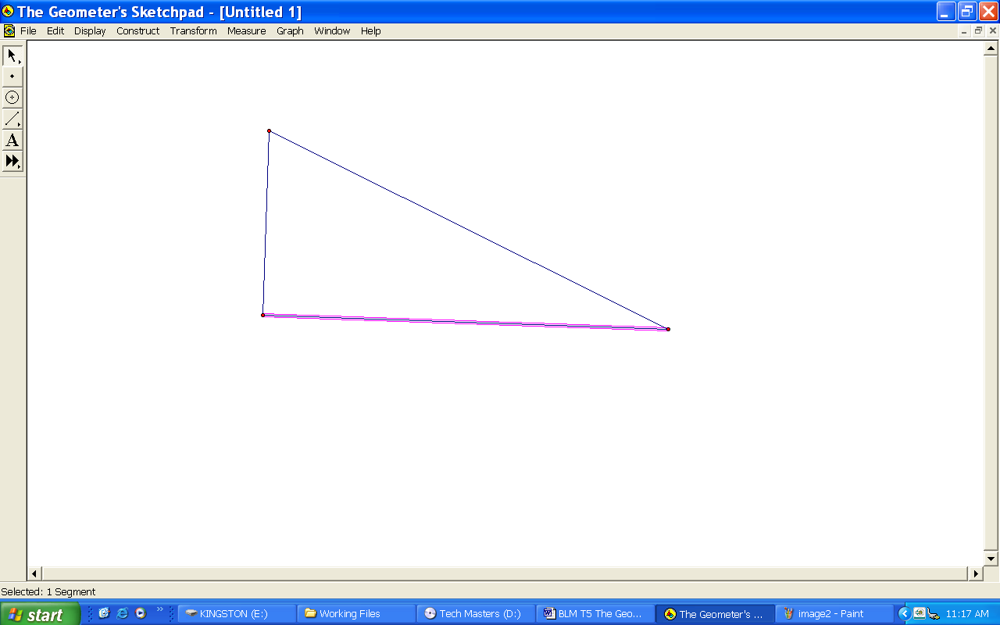 The Geometer's Sketchpad - [Untitled 1]
File Edit Display Construct Transform Measure Graph Window Help
A
Selected: 1 Segment
start KINGSTON (E:) Working Files Tech Masters (D:) BLM T5 The Geo... The Geometer's ... image2 - Paint 11:17 AM